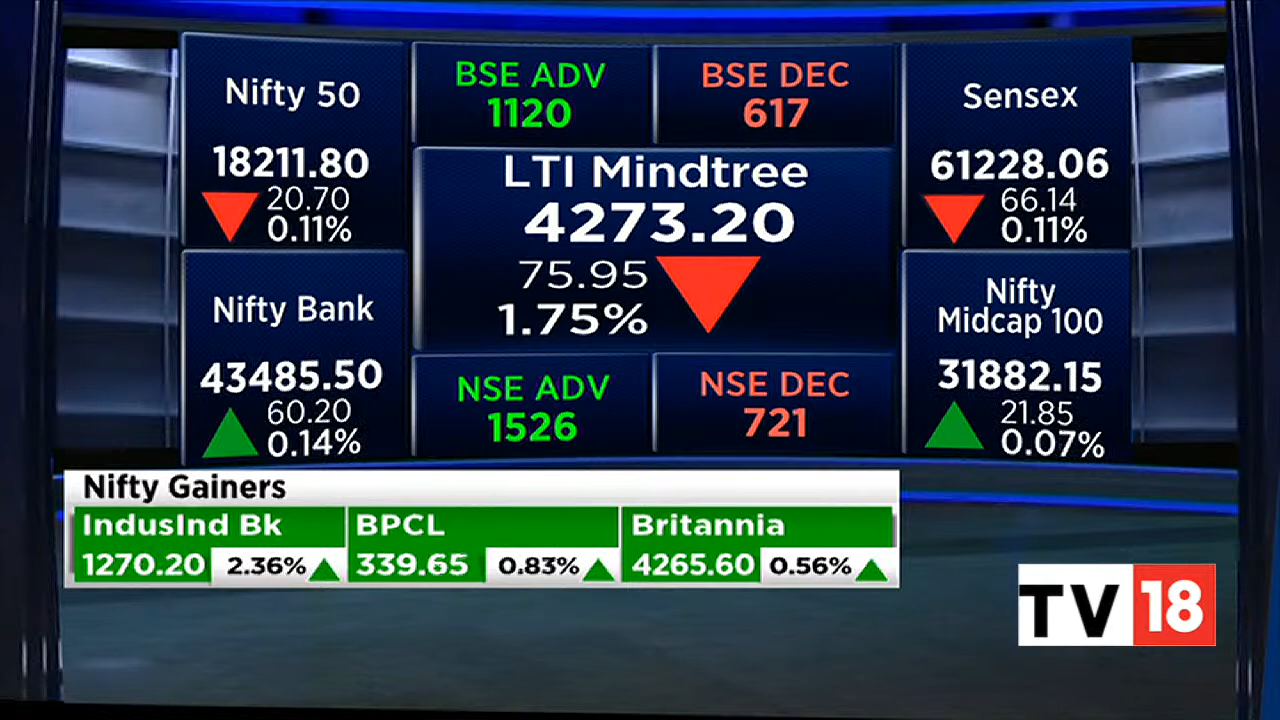 Nifty 50
18211.80
20.70
0.11%
BSE ADV
1120
BSE DEC
617
Sensex
61228.06
66.14
0.11%
LTI Mindtree
4273.20
75.95
1.75%
Nifty Bank
43485.50
60.20
0.14%
NSE ADV
1526
NSE DEC
721
Nifty
Midcap 100
31882.15
21.85
0.07%
Nifty Gainers
IndusInd Bk
1270.20 2.36%
BPCL
339.65 0.83%
Britannia
4265.60 0.56%
TV18